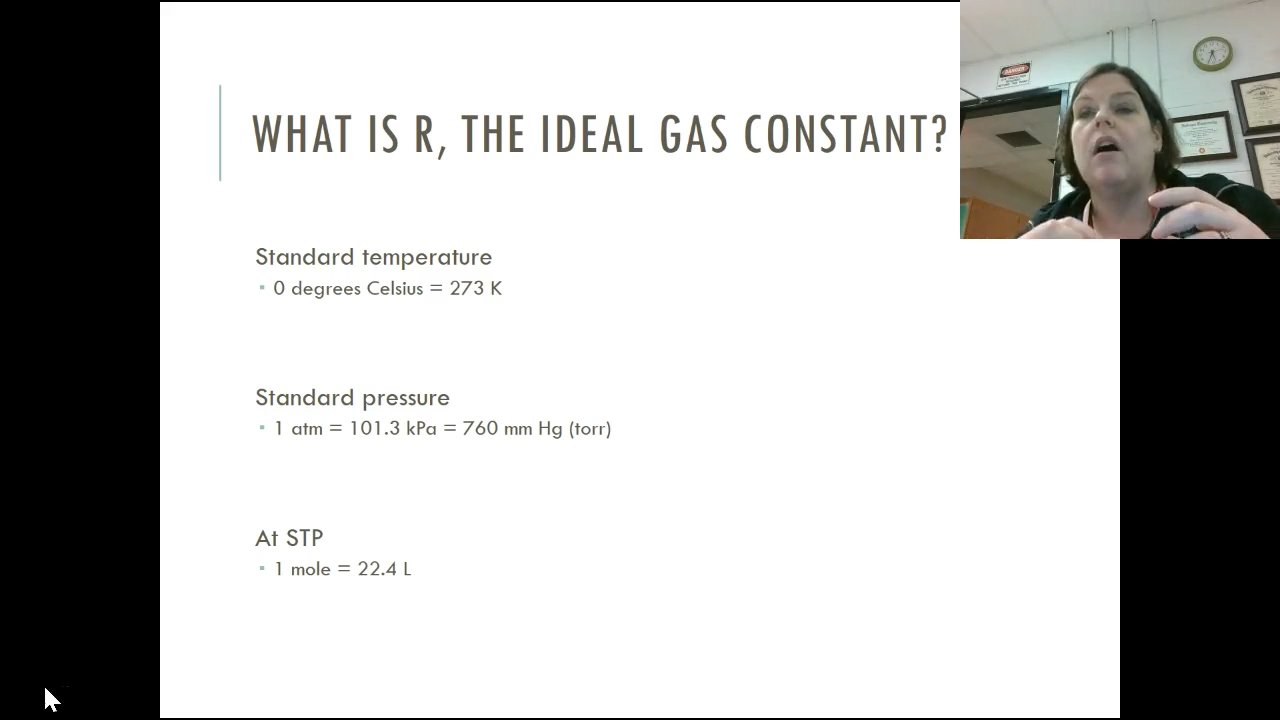 WHAT IS R, THE IDEAL GAS CONSTANT?
Standard temperature
▪ 0 degrees Celsius = 273 K
Standard pressure
▪ 1 atm = 101.3 kPa = 760 mm Hg (torr)
At STP
▪ 1 mole = 22.4 L
DANGER